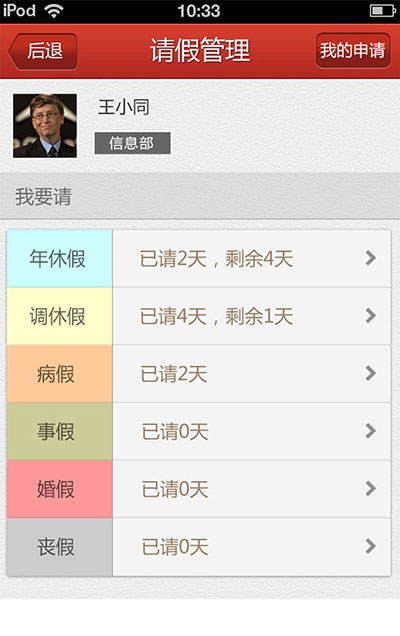 iPod 10:33
后退 请假管理 我的申请
王小同
信息部
我要请
年休假 已请2天，剩余4天
调休假 已请4天，剩余1天
病假 已请2天
事假 已请0天
婚假 已请0天
丧假 已请0天